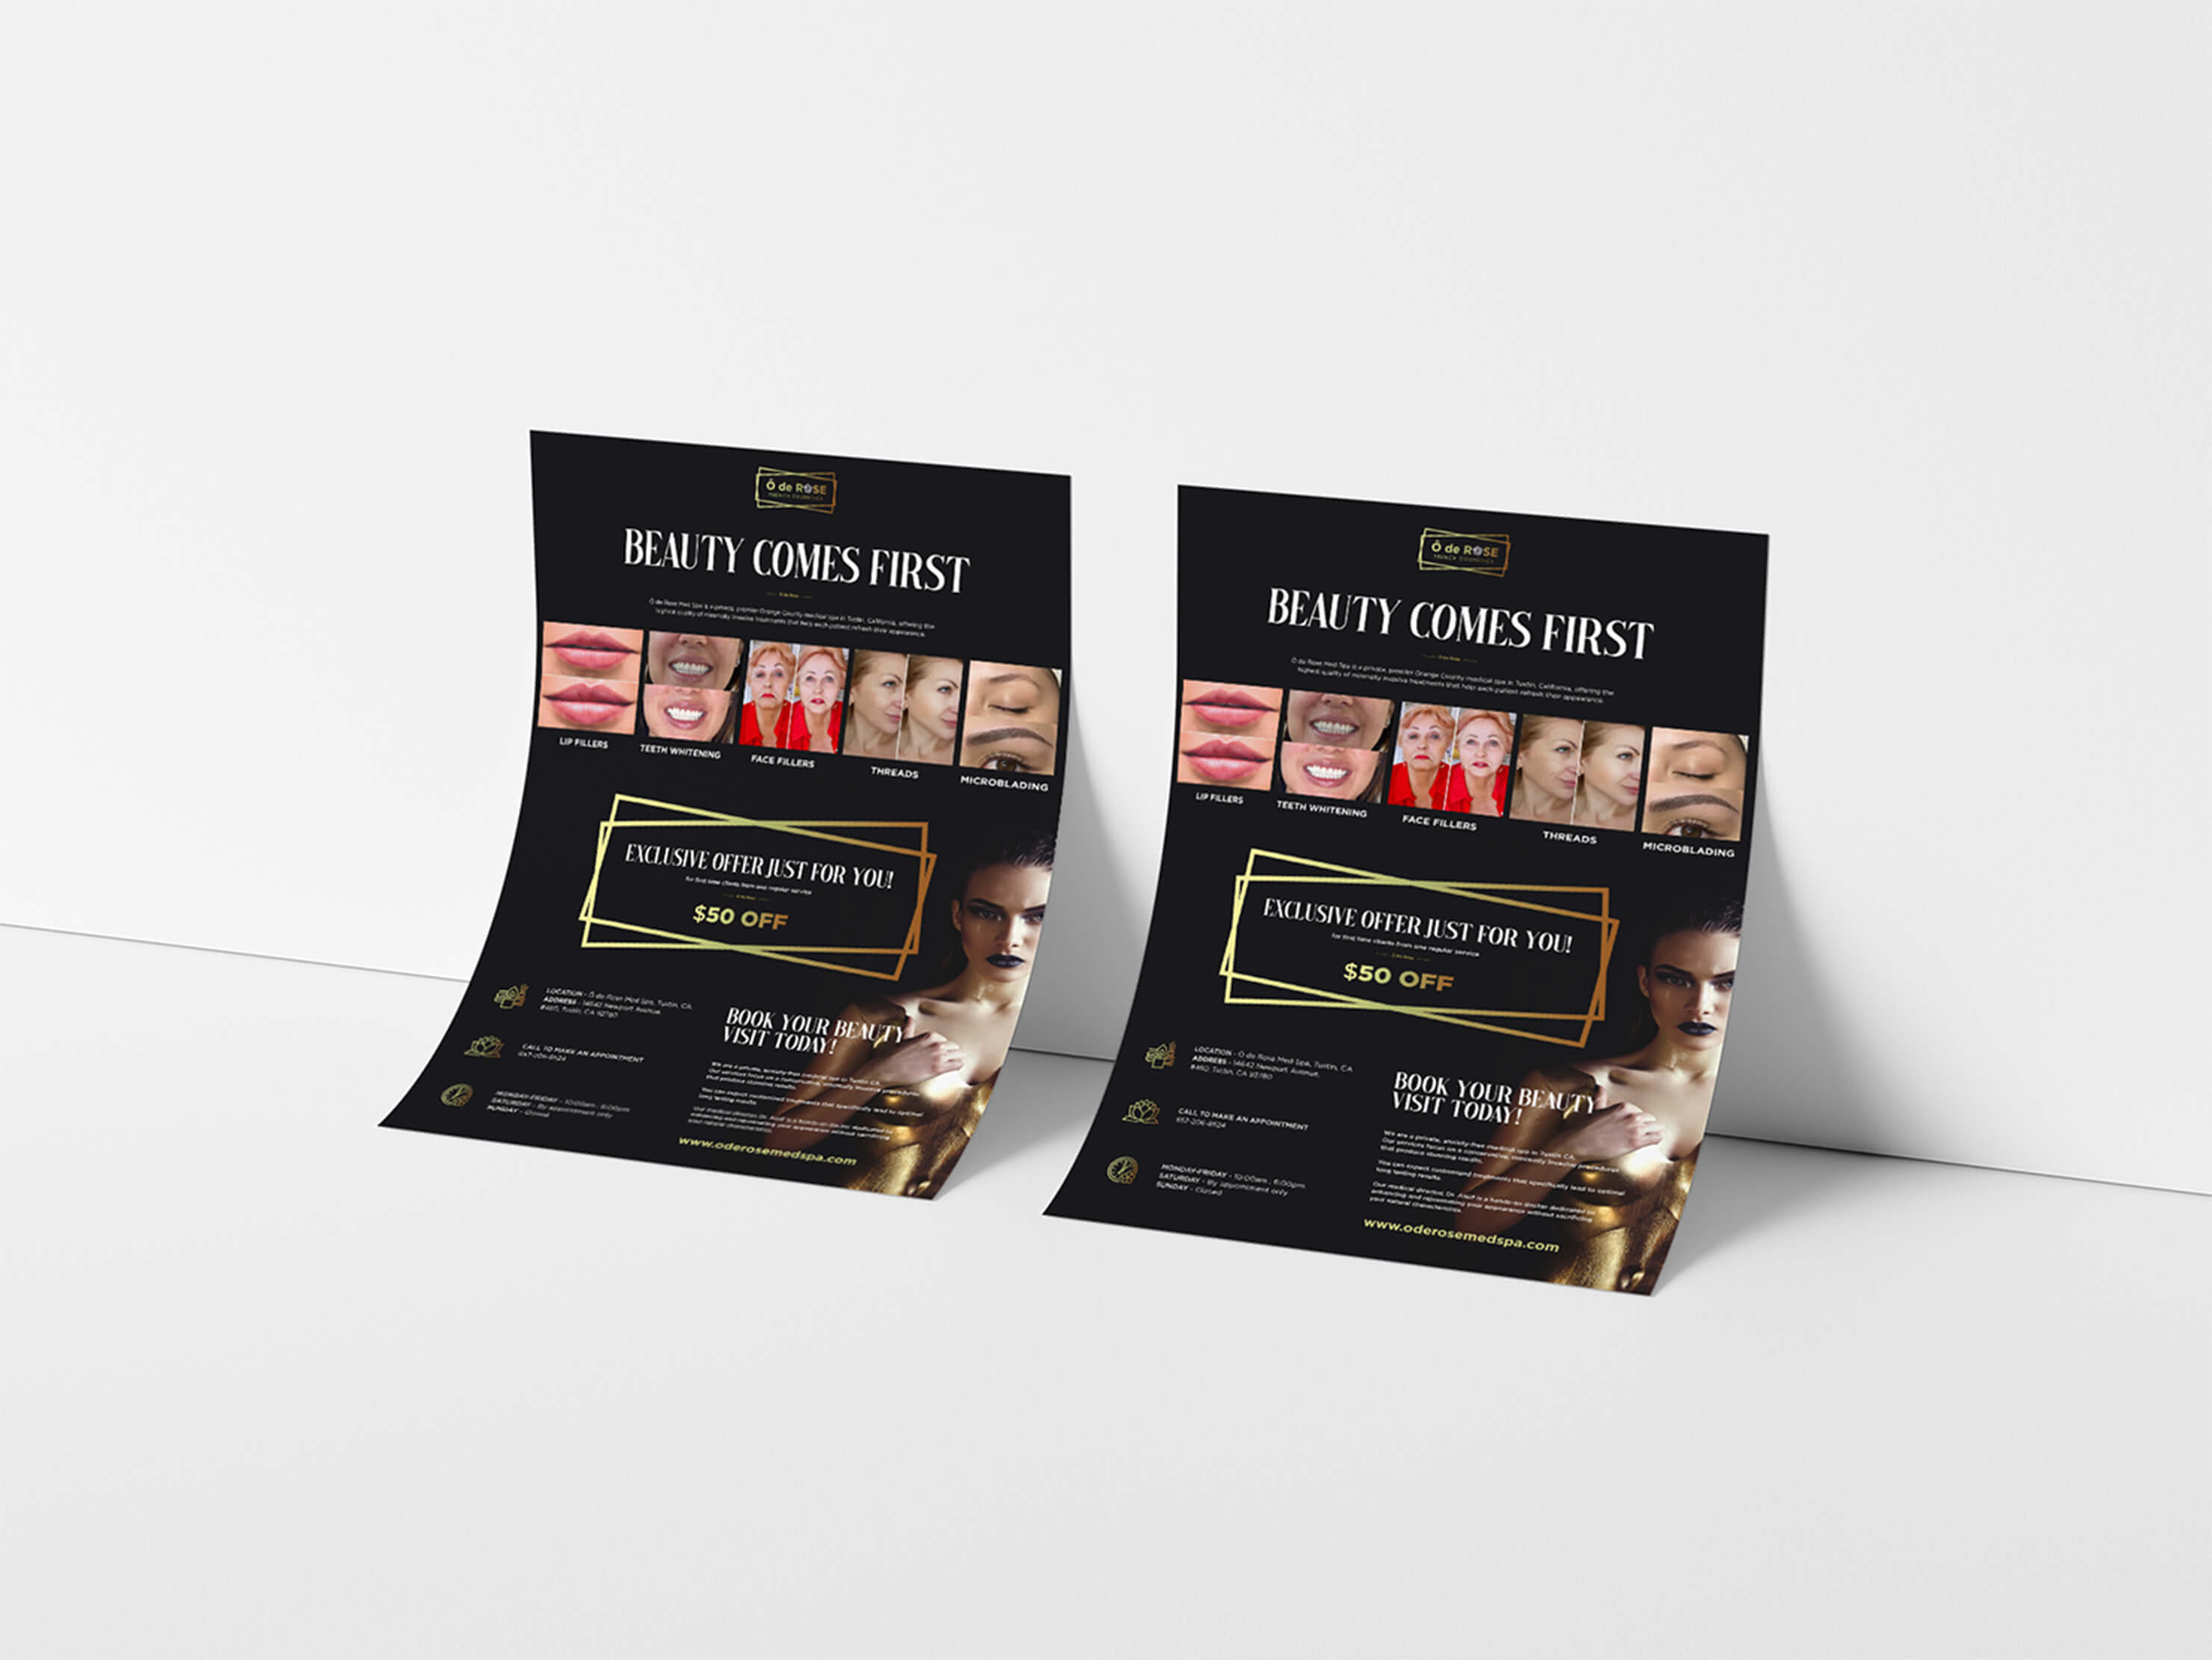 Ô de ROSE
FRENCH COSMETICS
BEAUTY COMES FIRST
Ô de Rose
Ô de Rose Med Spa is a private, premier Orange County medical spa in Tustin, California, offering the
highest quality of minimally invasive treatments that help each patient refresh their appearance.
LIP FILLERS
TEETH WHITENING
FACE FILLERS
THREADS
MICROBLADING
EXCLUSIVE OFFER JUST FOR YOU!
for first time clients from one regular service
$50 OFF
LOCATION - Ô de Rose Med Spa, Tustin, CA
ADDRESS - 14642 Newport Avenue,
#460, Tustin, CA 92780
CALL TO MAKE AN APPOINTMENT
MONDAY-FRIDAY - 10:00am - 6:00pm
SATURDAY - By appointment only
SUNDAY - Closed
BOOK YOUR BEAUTY
VISIT TODAY!
We are a private, anxiety-free medical spa in Tustin CA.
Our services focus on a conservative, minimally invasive procedures
that produce stunning results.
You can expect customized treatments that specifically lead to optimal
long lasting results.
Our medical director, Dr. is a hands-on doctor dedicated to
enhancing and rejuvenating your appearance without sacrificing
your natural characteristics.
www.oderosemedspa.com
Ô de ROSE
FRENCH COSMETICS
BEAUTY COMES FIRST
Ô de Rose
Ô de Rose Med Spa is a private, premier Orange County medical spa in Tustin, California, offering the
highest quality of minimally invasive treatments that help each patient refresh their appearance.
LIP FILLERS
TEETH WHITENING
FACE FILLERS
THREADS
MICROBLADING
EXCLUSIVE OFFER JUST FOR YOU!
for first time clients from one regular service
$50 OFF
LOCATION - Ô de Rose Med Spa, Tustin, CA
ADDRESS - 14642 Newport Avenue,
#460, Tustin, CA 92780
CALL TO MAKE AN APPOINTMENT
657-206-8524
MONDAY-FRIDAY - 10:00am - 6:00pm
SATURDAY - By appointment only
SUNDAY - Closed
BOOK YOUR BEAUTY
VISIT TODAY!
We are a private, anxiety-free medical spa in Tustin CA.
Our services focus on a conservative, minimally invasive procedures
that produce stunning results.
You can expect customized treatments that specifically lead to optimal
long lasting results.
Our medical director, Dr. is a hands-on doctor dedicated to
enhancing and rejuvenating your appearance without sacrificing
your natural characteristics.
www.oderosemedspa.com